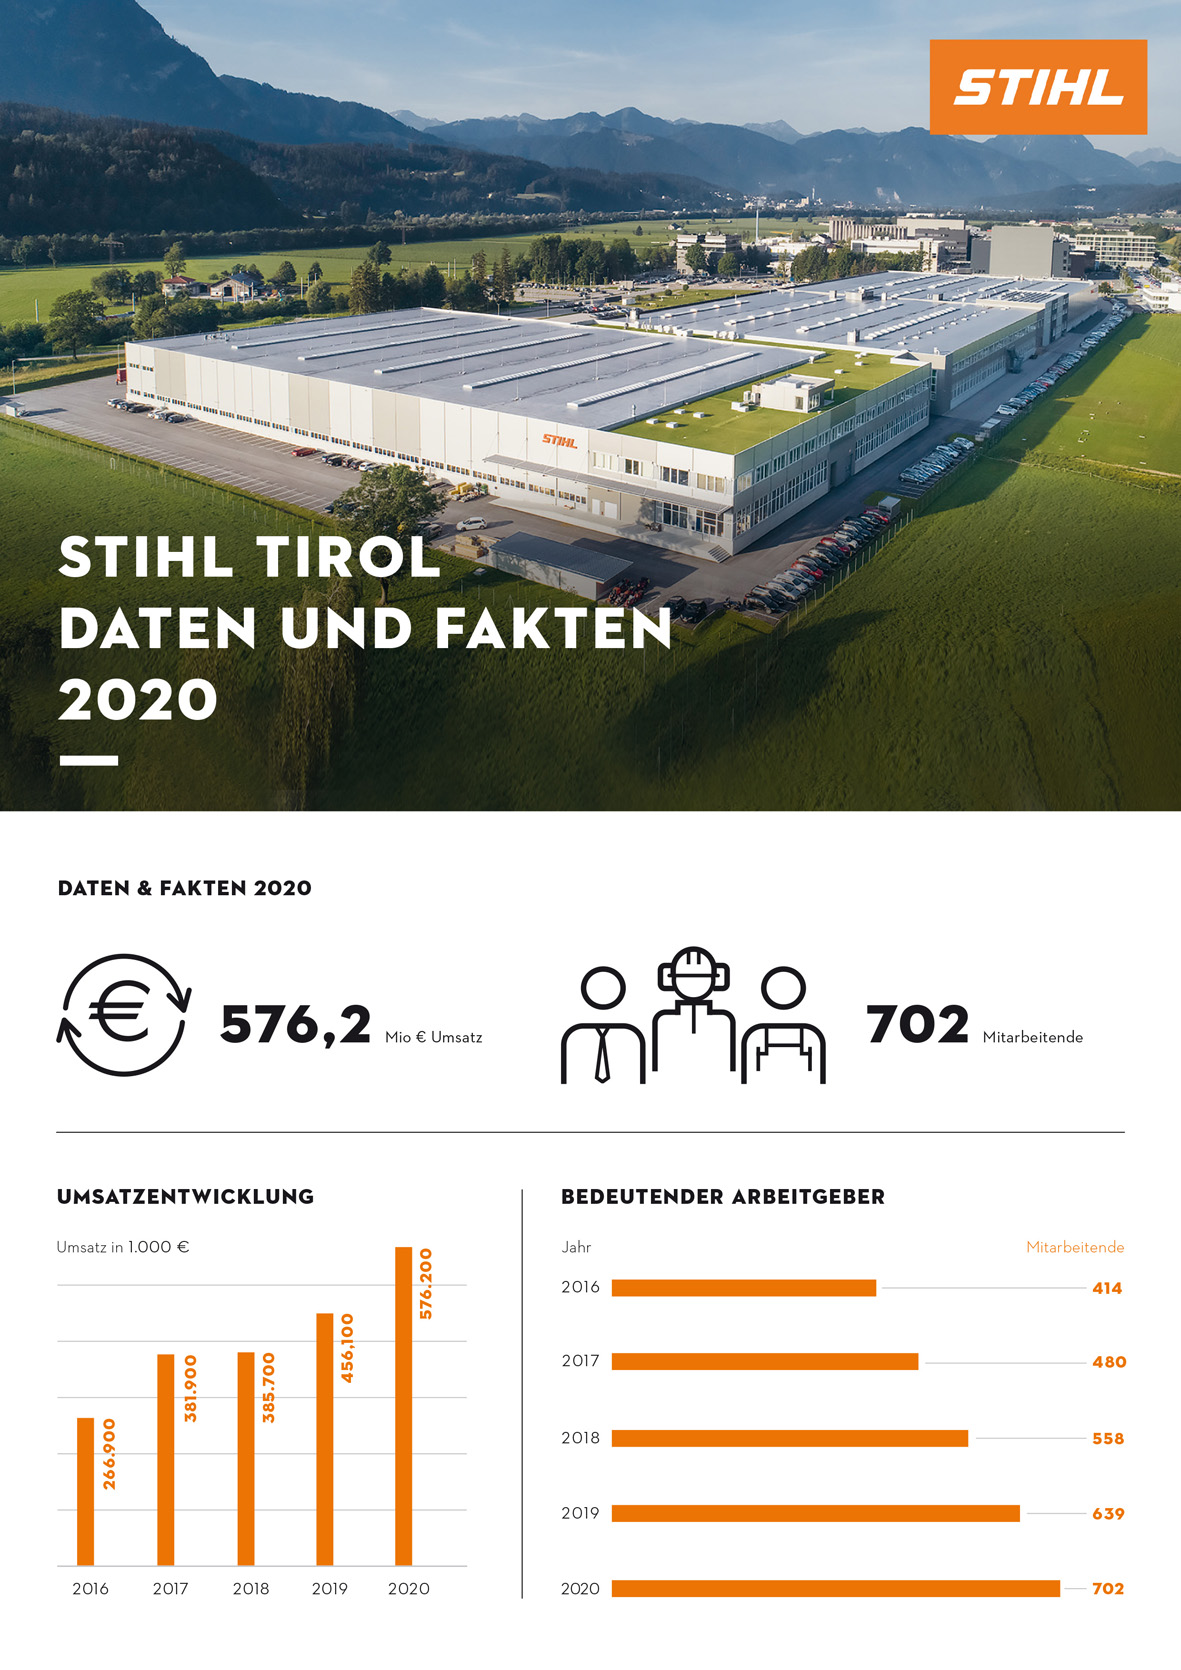 STIHL
STIHL
STIHL TIROL
DATEN UND FAKTEN
2020
DATEN & FAKTEN 2020
576,2 Mio € Umsatz
702 Mitarbeitende
UMSATZENTWICKLUNG
Umsatz in 1.000 €
266.900
381.900
385.700
456,100
576.200
2016 2017 2018 2019 2020
BEDEUTENDER ARBEITGEBER
Jahr Mitarbeitende
2016 414
2017 480
2018 558
2019 639
2020 702